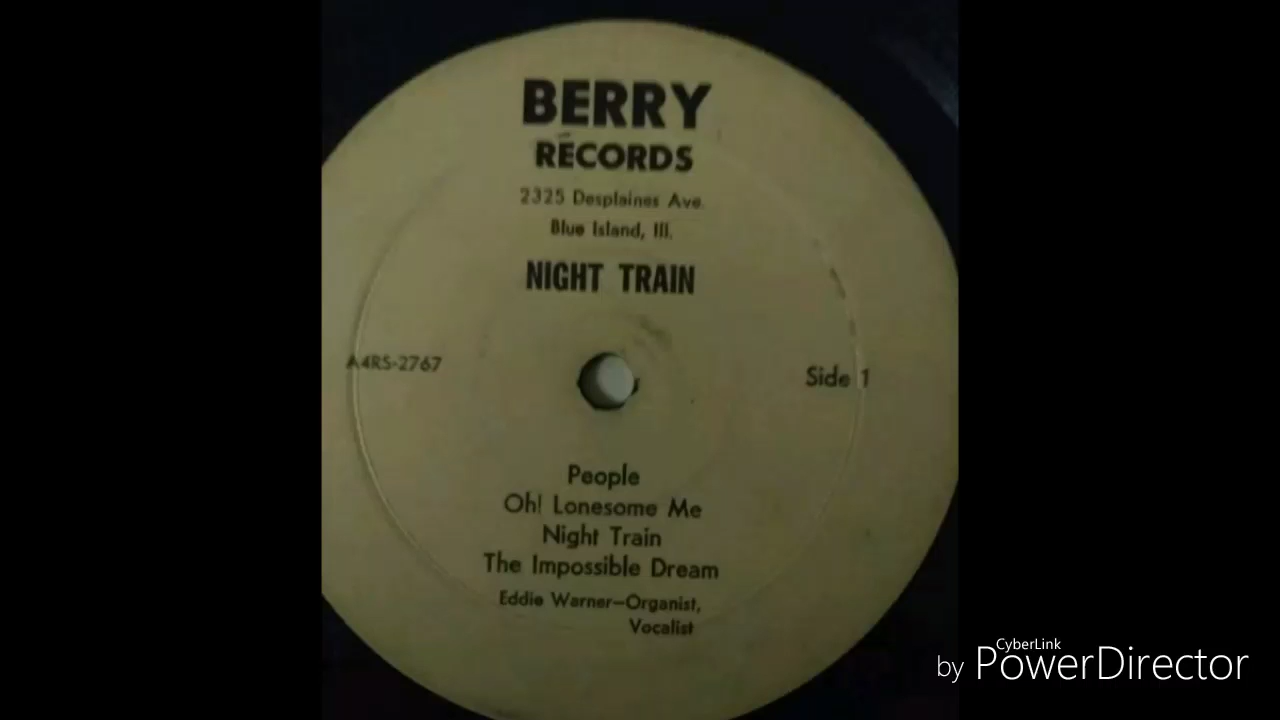 BERRY
RECORDS
2325 Desplaines Ave.
Blue Island, Ill.
NIGHT TRAIN
A4RS-2767
Side 1
People
Oh! Lonesome Me
Night Train
The Impossible Dream
Eddie Warner—Organist,
Vocalist
CyberLink
by PowerDirector